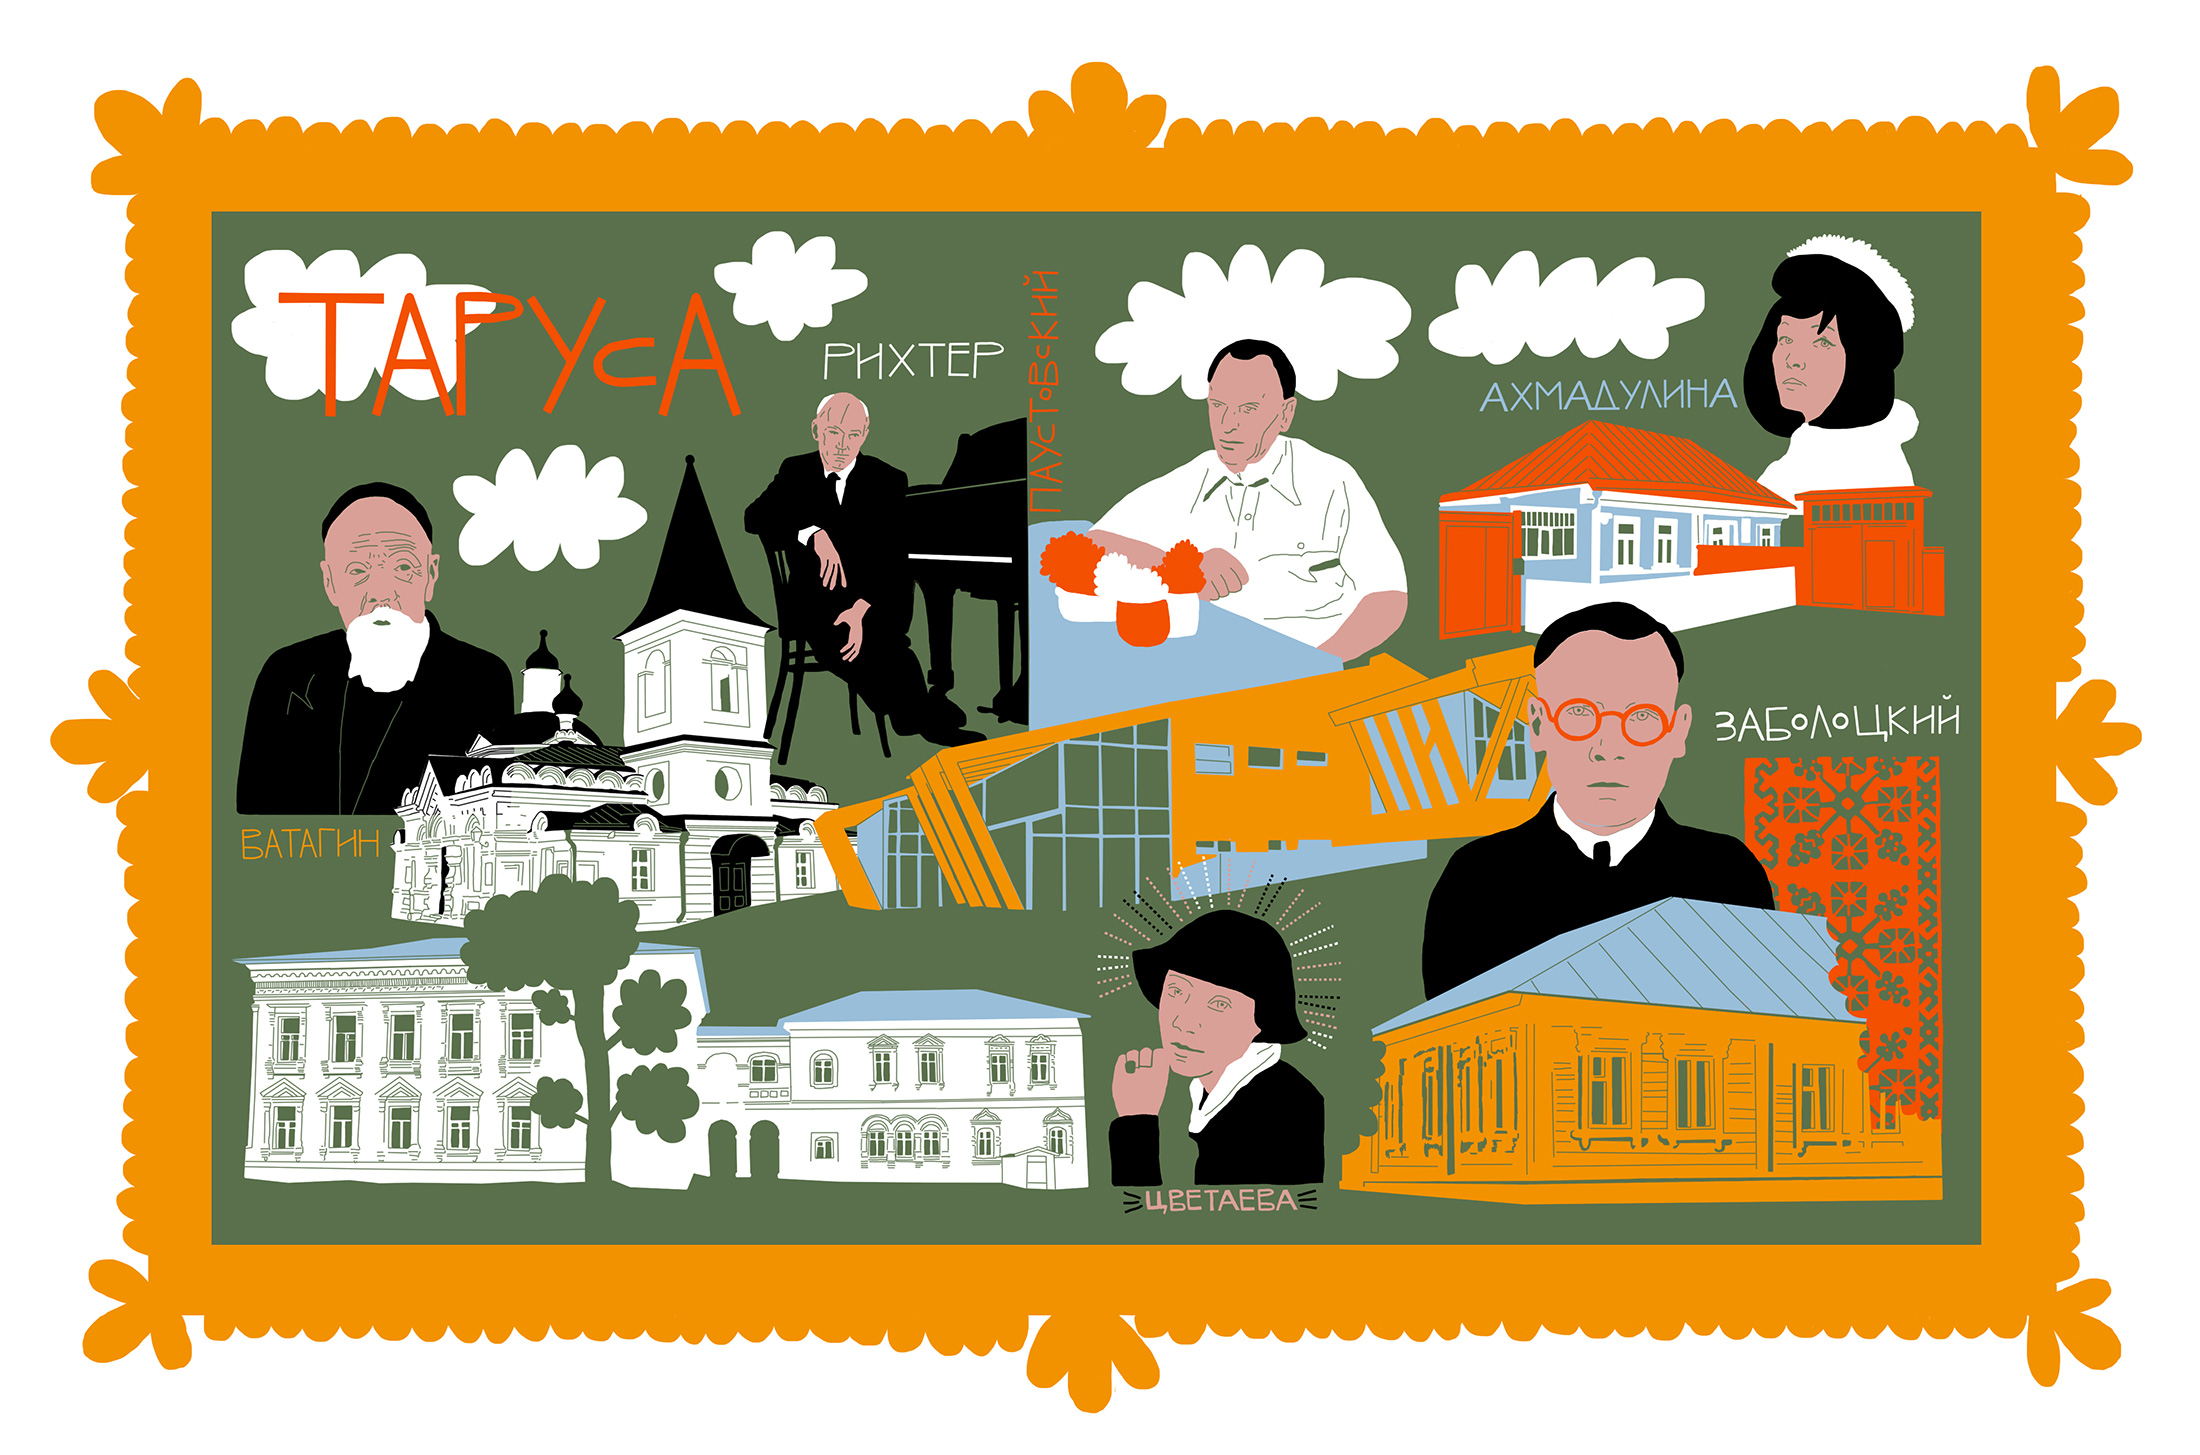 ТАРУсА
РИХТЕР
ПАУСТОВСКИЙ
АХМАДУЛИНА
ЗАБОЛОЦКИЙ
ВАТАГИН
ЦВЕТАЕВА